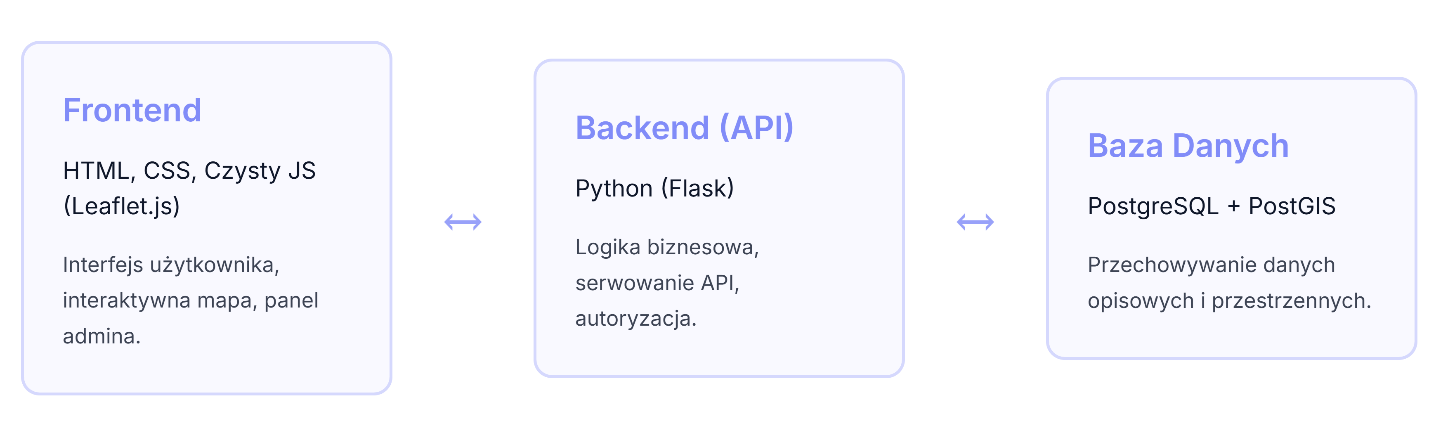 Frontend
HTML, CSS, Czysty JS
(Leaflet.js)
Interfejs użytkownika,
interaktywna mapa, panel
admina.
Backend (API)
Python (Flask)
Logika biznesowa,
serwowanie API,
autoryzacja.
Baza Danych
PostgreSQL + PostGIS
Przechowywanie danych
opisowych i przestrzennych.